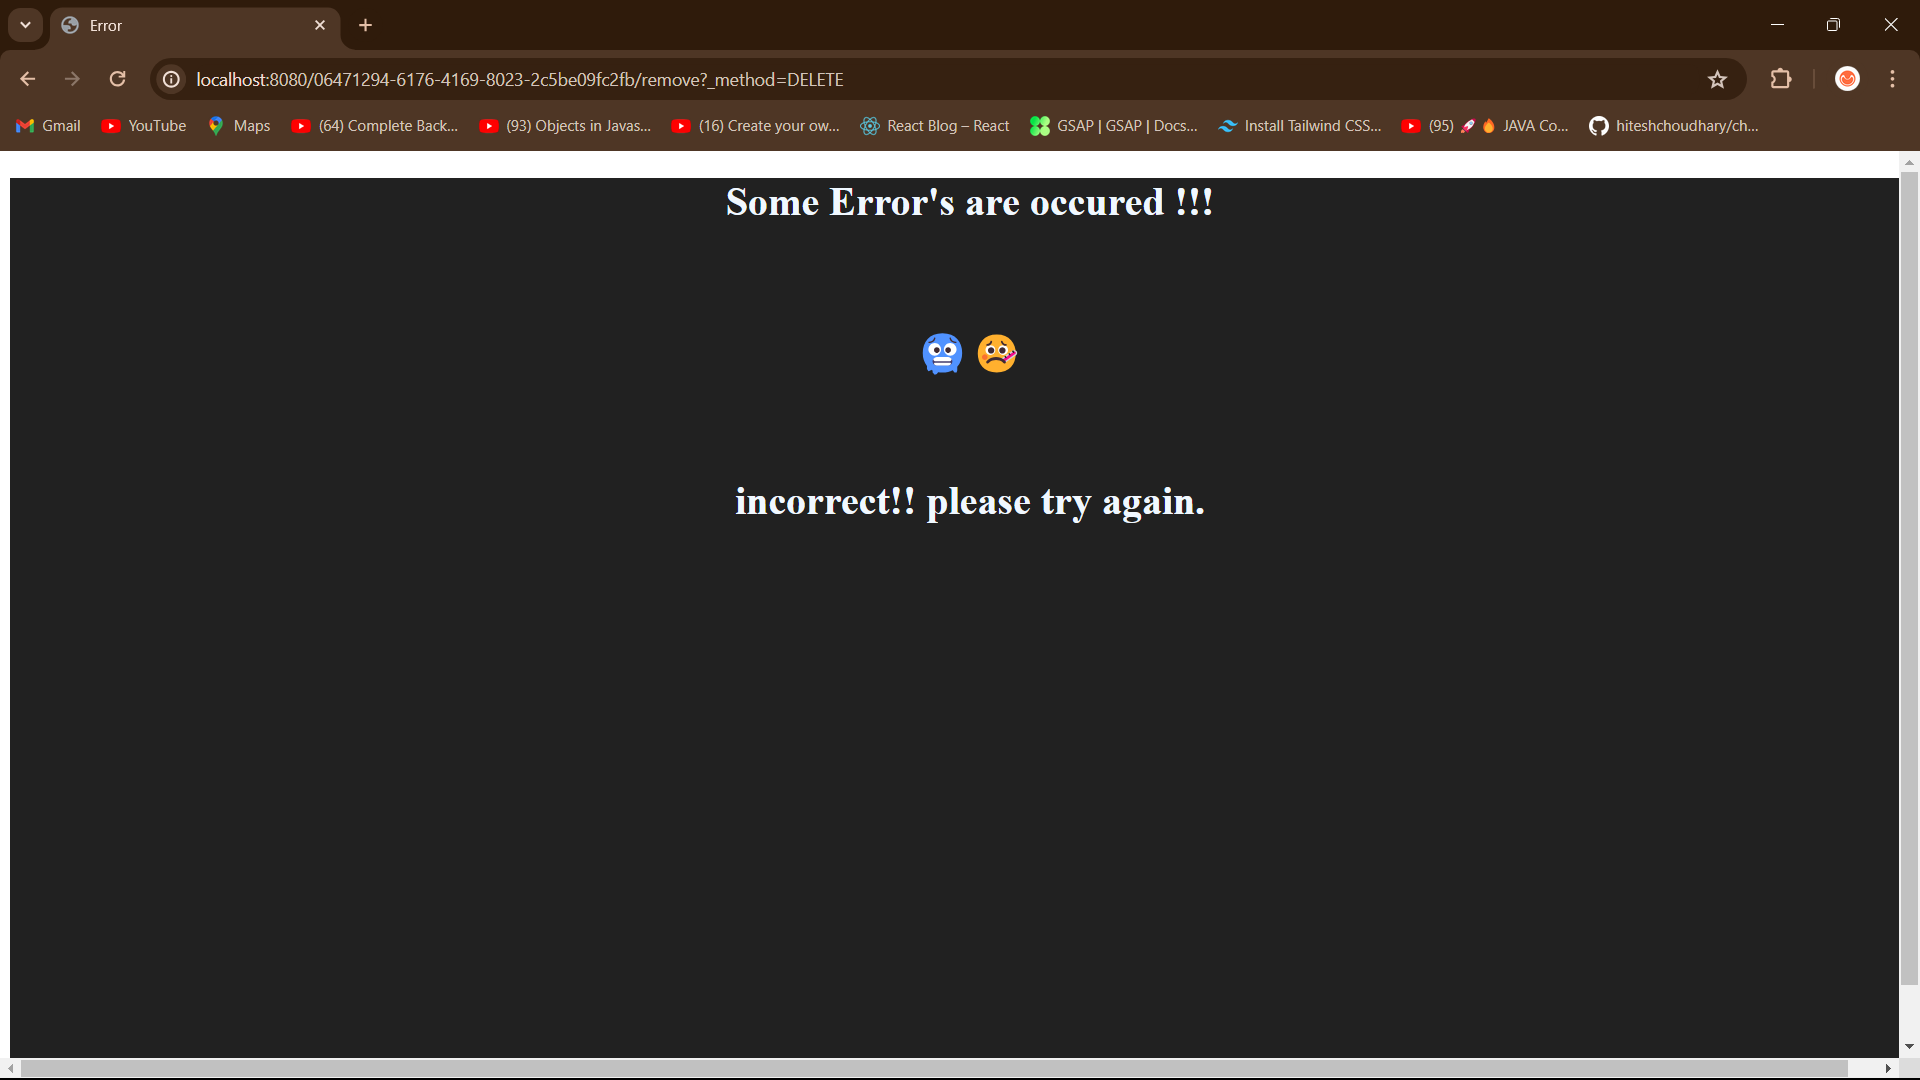 Error
localhost:8080/06471294-6176-4169-8023-2c5be09fc2fb/remove?_method=DELETE
Gmail YouTube Maps (64) Complete Back... (93) Objects in Javas... (16) Create your ow... React Blog – React GSAP | GSAP | Docs... Install Tailwind CSS... (95) 🚀🔥 JAVA Co... hiteshchoudhary/ch...
Some Error's are occured !!!
🥶 🤒
incorrect!! please try again.